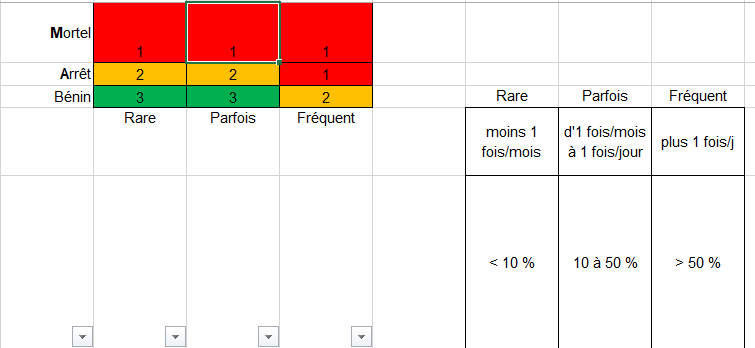 Mortel
1 1 1
Arrêt 2 2 1
Bénin 3 3 2
Rare Parfois Fréquent
Rare Parfois Fréquent
moins 1
fois/mois
d'1 fois/mois
à 1 fois/jour
plus 1 fois/j
< 10 % 10 à 50 % > 50 %